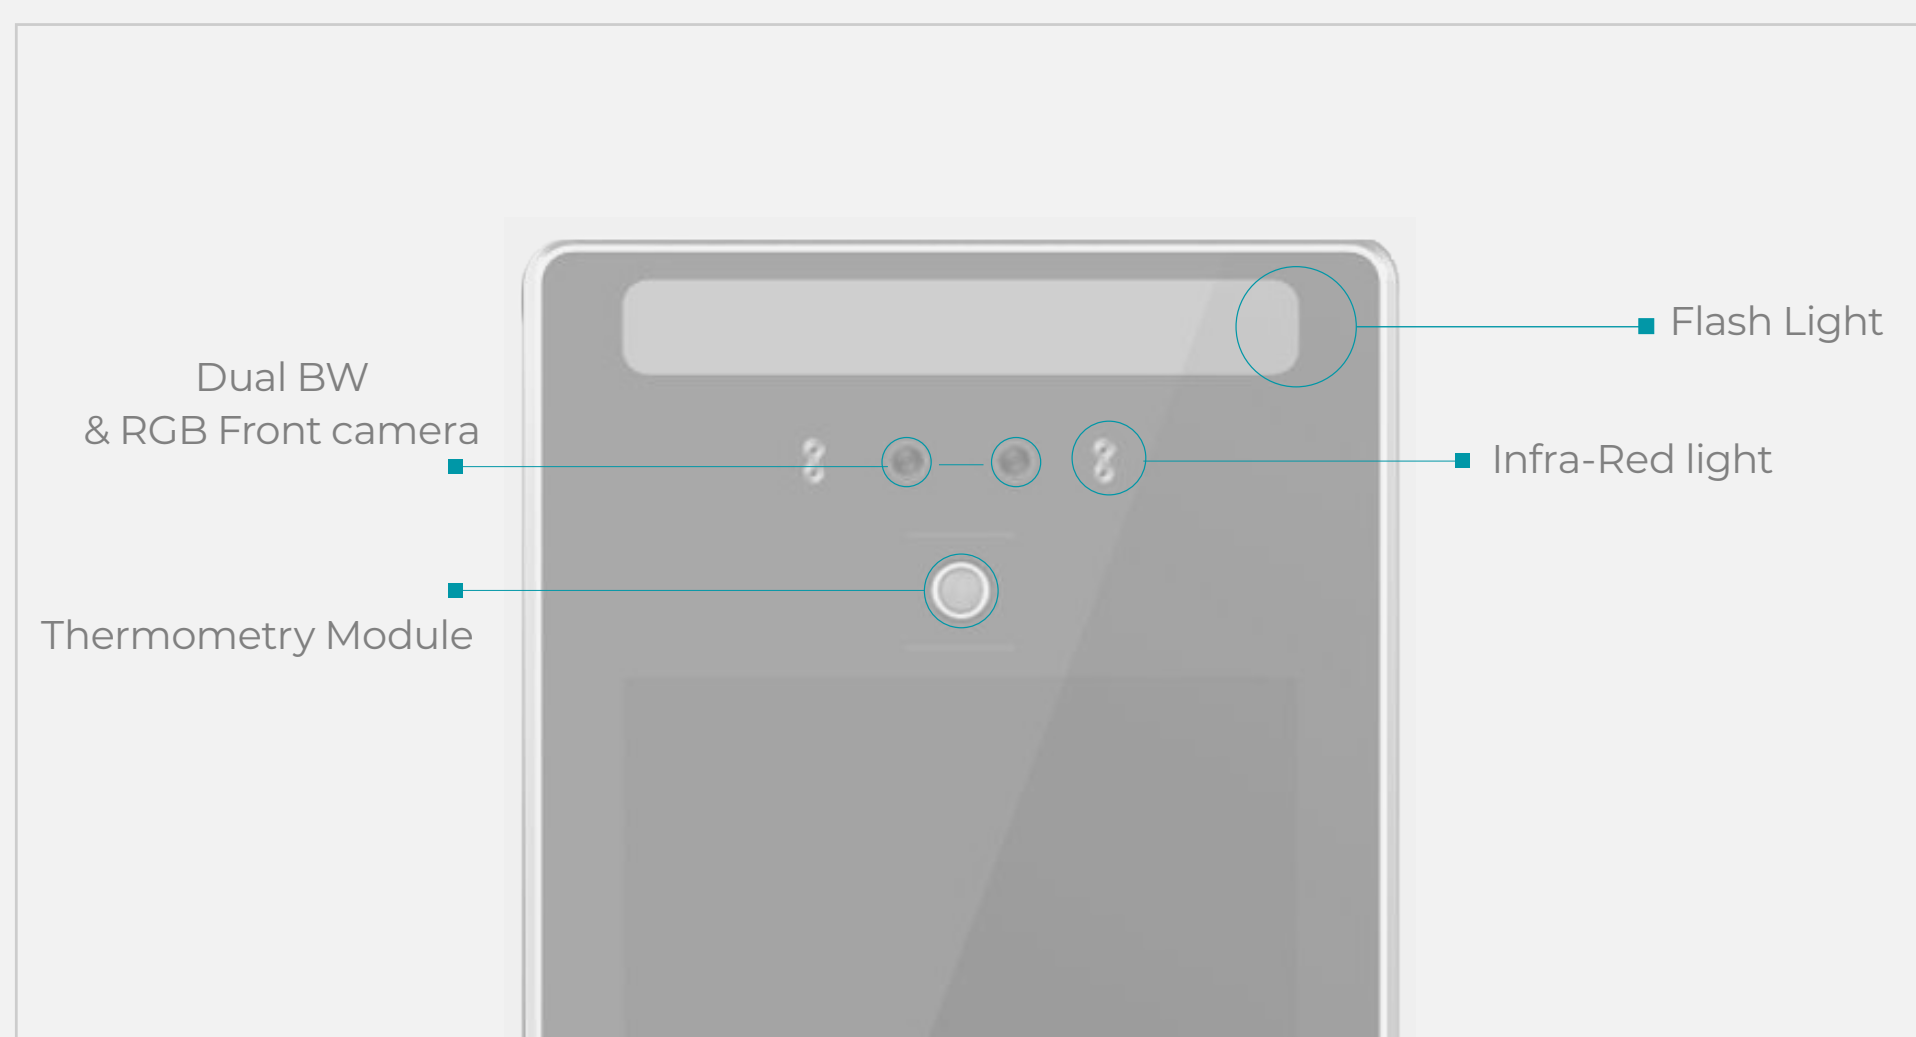 Flash Light
Dual BW
& RGB Front camera
Infra-Red light
Thermometry Module